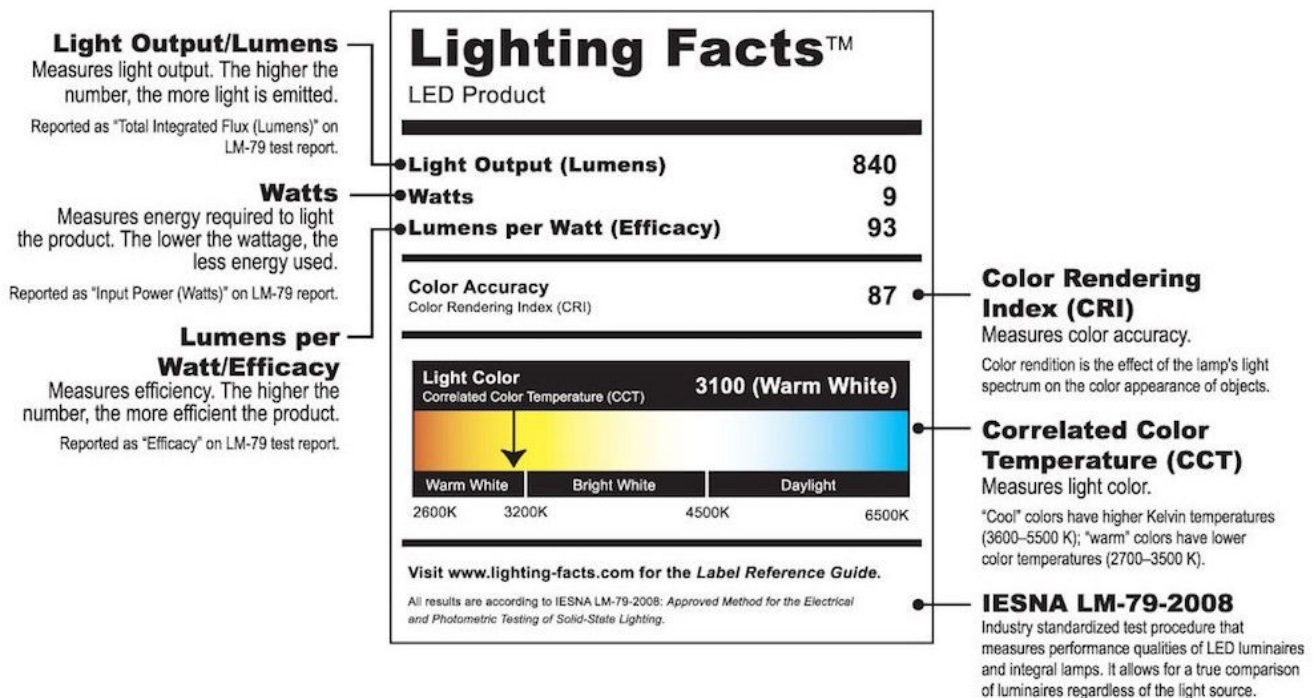 Light Output/Lumens
Measures light output. The higher the
number, the more light is emitted.
Reported as "Total Integrated Flux (Lumens)" on
LM-79 test report.
Watts
Measures energy required to light
the product. The lower the wattage, the
less energy used.
Reported as "Input Power (Watts)" on LM-79 report.
Lumens per
Watt/Efficacy
Measures efficiency. The higher the
number, the more efficient the product.
Reported as "Efficacy" on LM-79 test report.
Lighting Facts™
LED Product
Light Output (Lumens) 840
Watts 9
Lumens per Watt (Efficacy) 93
Color Accuracy
Color Rendering Index (CRI) 87
Light Color
Correlated Color Temperature (CCT) 3100 (Warm White)
Warm White Bright White Daylight
2600K 3200K 4500K 6500K
Visit www.lighting-facts.com for the Label Reference Guide.
All results are according to IESNA LM-79-2008: Approved Method for the Electrical
and Photometric Testing of Solid-State Lighting.
Color Rendering
Index (CRI)
Measures color accuracy.
Color rendition is the effect of the lamp's light
spectrum on the color appearance of objects.
Correlated Color
Temperature (CCT)
Measures light color.
"Cool" colors have higher Kelvin temperatures
(3600–5500 K); "warm" colors have lower
color temperatures (2700–3500 K).
IESNA LM-79-2008
Industry standardized test procedure that
measures performance qualities of LED luminaires
and integral lamps. It allows for a true comparison
of luminaires regardless of the light source.